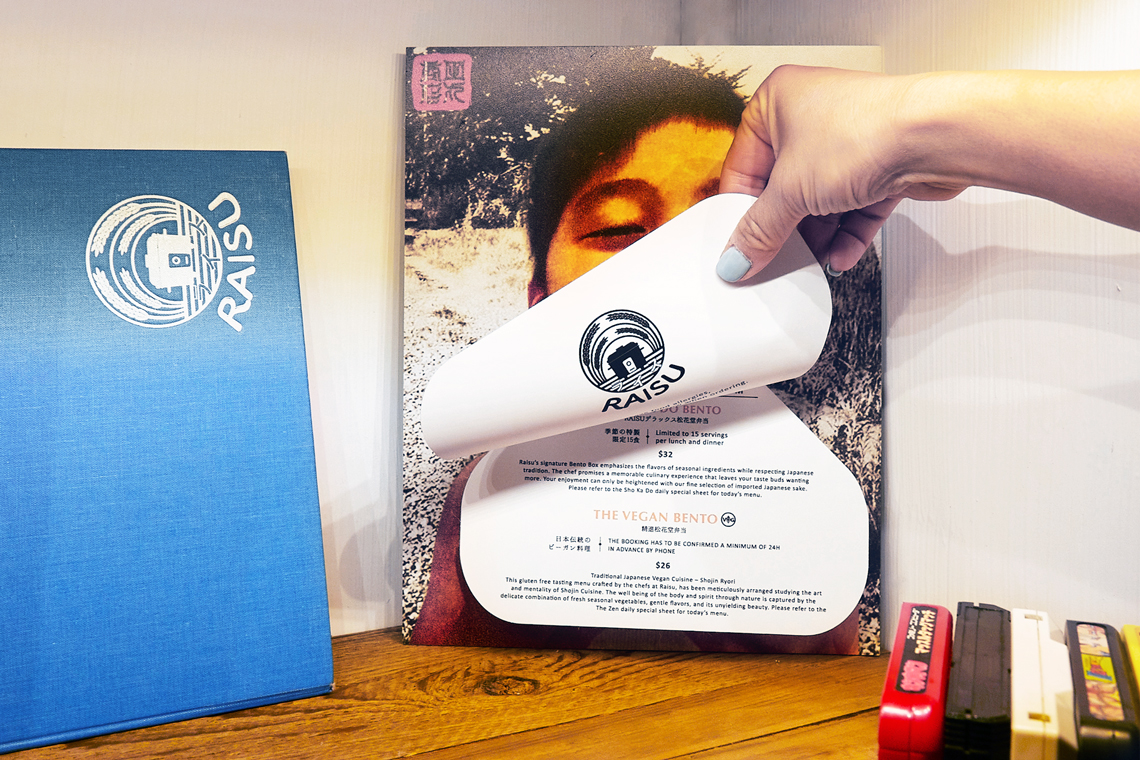 RAISU
RAISU
allergies,
ordering.
BENTO
RAISUデラックス松花堂弁当
季節の特製
限定15食
Limited to 15 servings
per lunch and dinner
$32
Raisu's signature Bento Box emphasizes the flavors of seasonal ingredients while respecting Japanese
tradition. The chef promises a memorable culinary experience that leaves your taste buds wanting
more. Your enjoyment can only be heightened with our fine selection of imported Japanese sake.
Please refer to the Sho Ka Do daily special sheet for today's menu.
THE VEGAN BENTO
精進松花堂弁当
日本伝統の
ビーガン料理
THE BOOKING HAS TO BE CONFIRMED A MINIMUM OF 24H
IN ADVANCE BY PHONE
$26
Traditional Japanese Vegan Cuisine – Shojin Ryori
This gluten free tasting menu crafted by the chefs at Raisu, has been meticulously arranged studying the art
and mentality of Shojin Cuisine. The well being of the body and spirit through nature is captured by the
delicate combination of fresh seasonal vegetables, gentle flavors, and its unyielding beauty. Please refer to the
The Zen daily special sheet for today's menu.